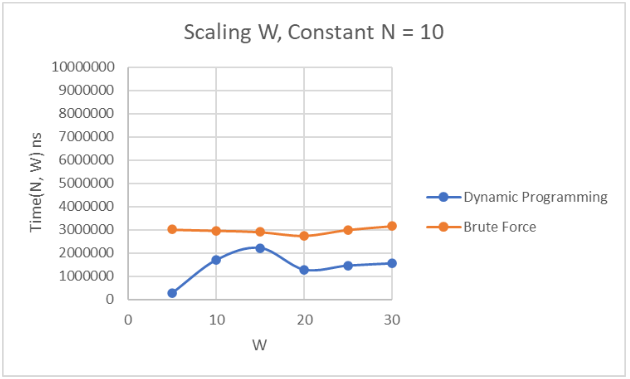 Scaling W, Constant N = 10
Time(N, W) ns
10000000
9000000
8000000
7000000
6000000
5000000
4000000
3000000
2000000
1000000
0
0 10 20 30
W
Dynamic Programming
Brute Force